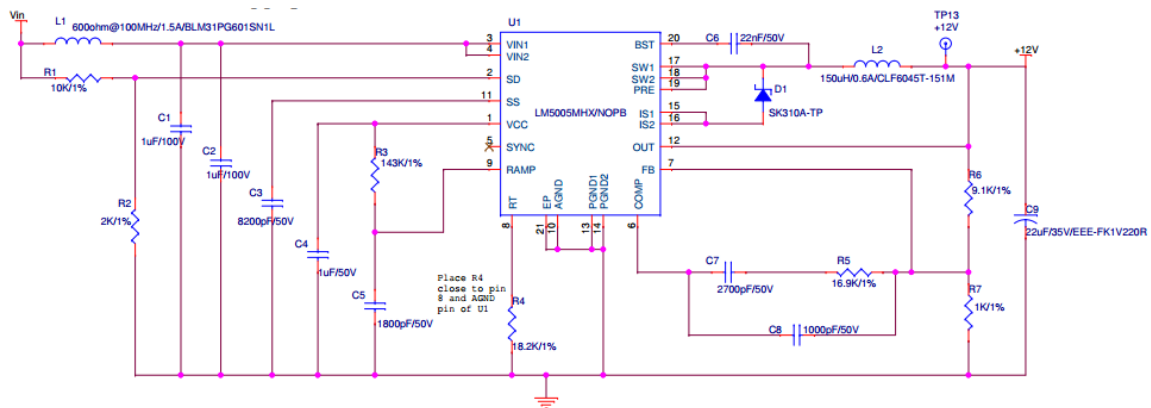 Vin
L1
600ohm@100MHz/1.5A/BLM31PG601SN1L
R1
10K/1%
C1
1uF/100V
C2
1uF/100V
R2
2K/1%
C3
8200pF/50V
C4
1uF/50V
R3
143K/1%
C5
1800pF/50V
Place R4
close to pin
8 and AGND
pin of U1
R4
18.2K/1%
U1
LM5005MHX/NOPB
3 VIN1
4 VIN2
2 SD
11 SS
1 VCC
5 SYNC
9 RAMP
8 RT
21 EP
10 AGND
13 PGND1
14 PGND2
6 COMP
BST 20
SW1 17
SW2 18
PRE 19
IS1 15
IS2 16
OUT 12
FB 7
C6 22nF/50V
D1
SK310A-TP
L2
150uH/0.6A/CLF6045T-151M
TP13
+12V
+12V
R6
9.1K/1%
C9
22uF/35V/EEE-FK1V220R
C7
2700pF/50V
R5
16.9K/1%
R7
1K/1%
C8 1000pF/50V